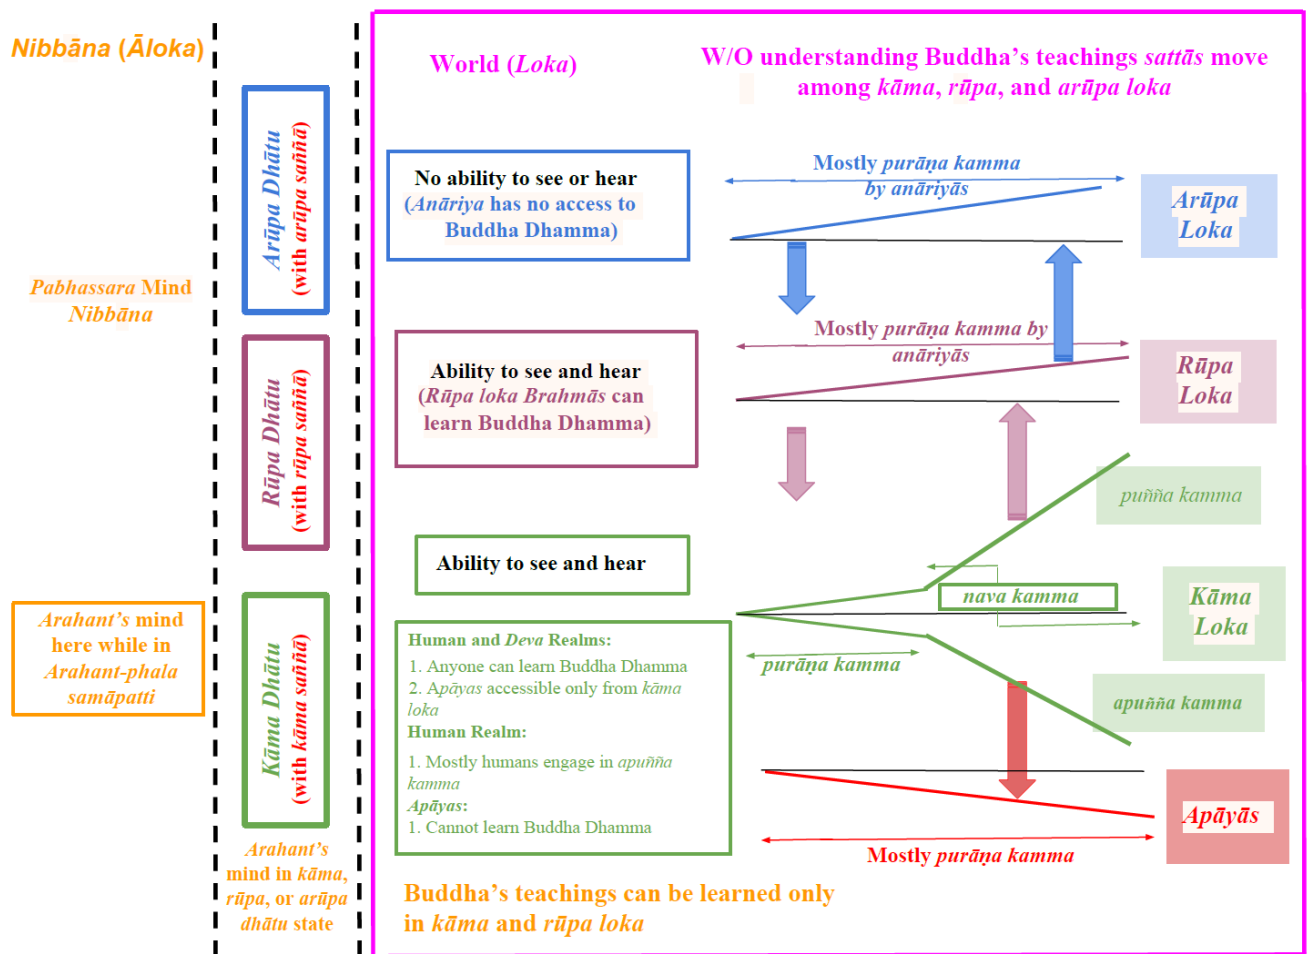 Nibbāna (Āloka)
Pabhassara Mind
Nibbāna
Arahant's mind
here while in
Arahant-phala
samāpatti
Arūpa Dhātu
(with arūpa saññā)
Rūpa Dhātu
(with rūpa saññā)
Kāma Dhātu
(with kāma saññā)
Arahant's
mind in kāma,
rūpa, or arūpa
dhātu state
World (Loka)
W/O understanding Buddha's teachings sattās move
among kāma, rūpa, and arūpa loka
No ability to see or hear
(Anāriya has no access to
Buddha Dhamma)
Mostly purāṇa kamma
by anāriyās
Arūpa
Loka
Ability to see and hear
(Rūpa loka Brahmās can
learn Buddha Dhamma)
Mostly purāṇa kamma by
anāriyās
Rūpa
Loka
Ability to see and hear
puñña kamma
nava kamma
purāṇa kamma
Kāma
Loka
apuñña kamma
Human and Deva Realms:
1. Anyone can learn Buddha Dhamma
2. Apāyas accessible only from kāma
loka
Human Realm:
1. Mostly humans engage in apuñña
kamma
Apāyas:
1. Cannot learn Buddha Dhamma
Apāyās
Mostly purāṇa kamma
Buddha's teachings can be learned only
in kāma and rūpa loka